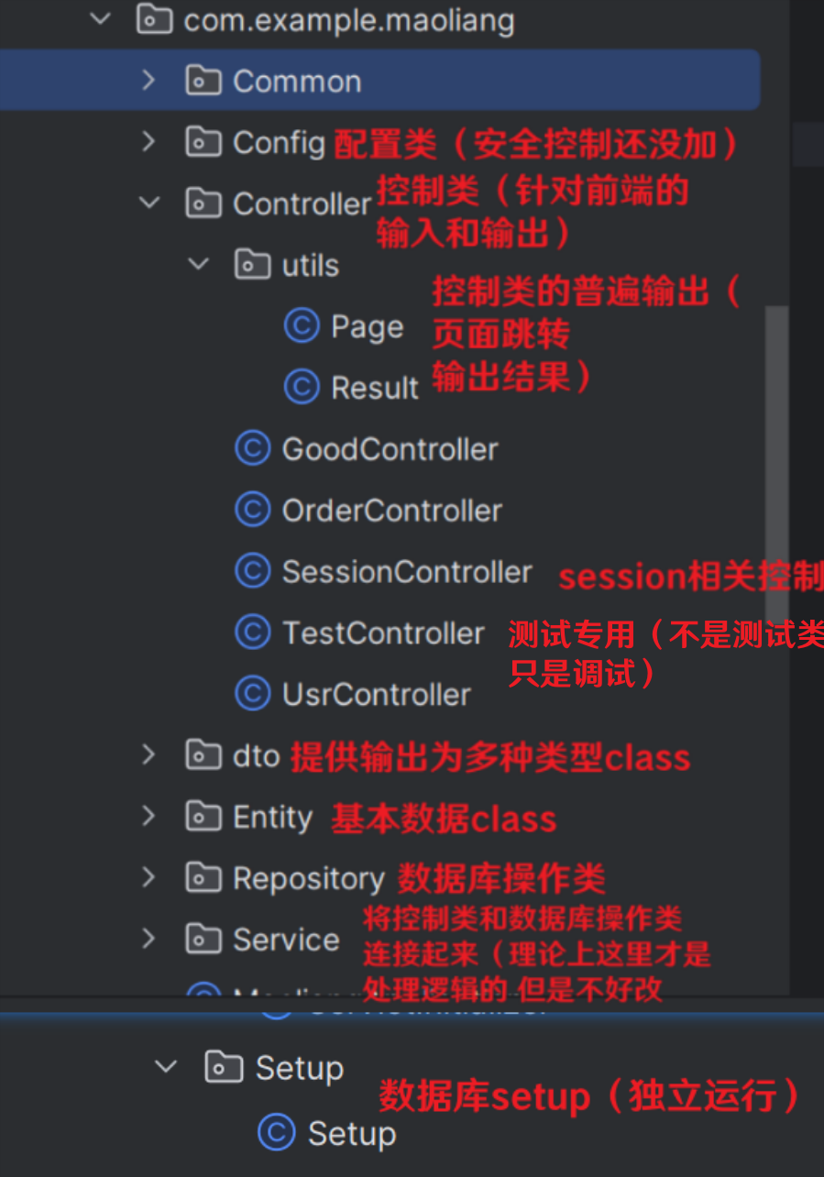 com.example.maoliang
Common
Config 配置类（安全控制还没加）
Controller 控制类（针对前端的
输入和输出）
utils
控制类的普遍输出（
Page 页面跳转
Result 输出结果）
GoodController
OrderController
SessionController session相关控制
TestController 测试专用（不是测试类
只是调试）
UsrController
dto 提供输出为多种类型class
Entity 基本数据class
Repository 数据库操作类
将控制类和数据库操作类
Service 连接起来（理论上这里才是
处理逻辑的 但是不好改
Setup 数据库setup（独立运行）
Setup